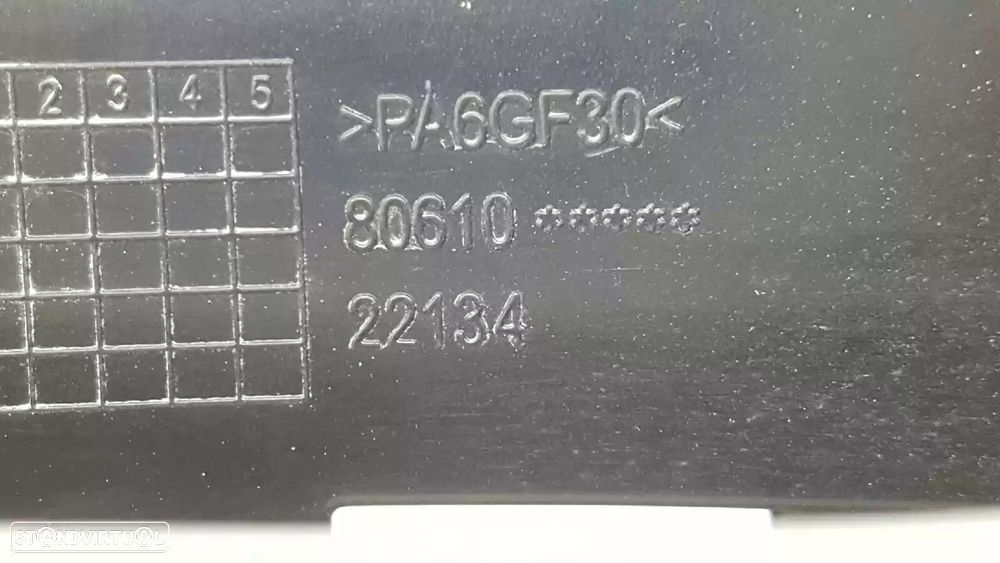 2 3 4 5
>PA6GF30<
80610 *****
22134
STANDVIRTUAL